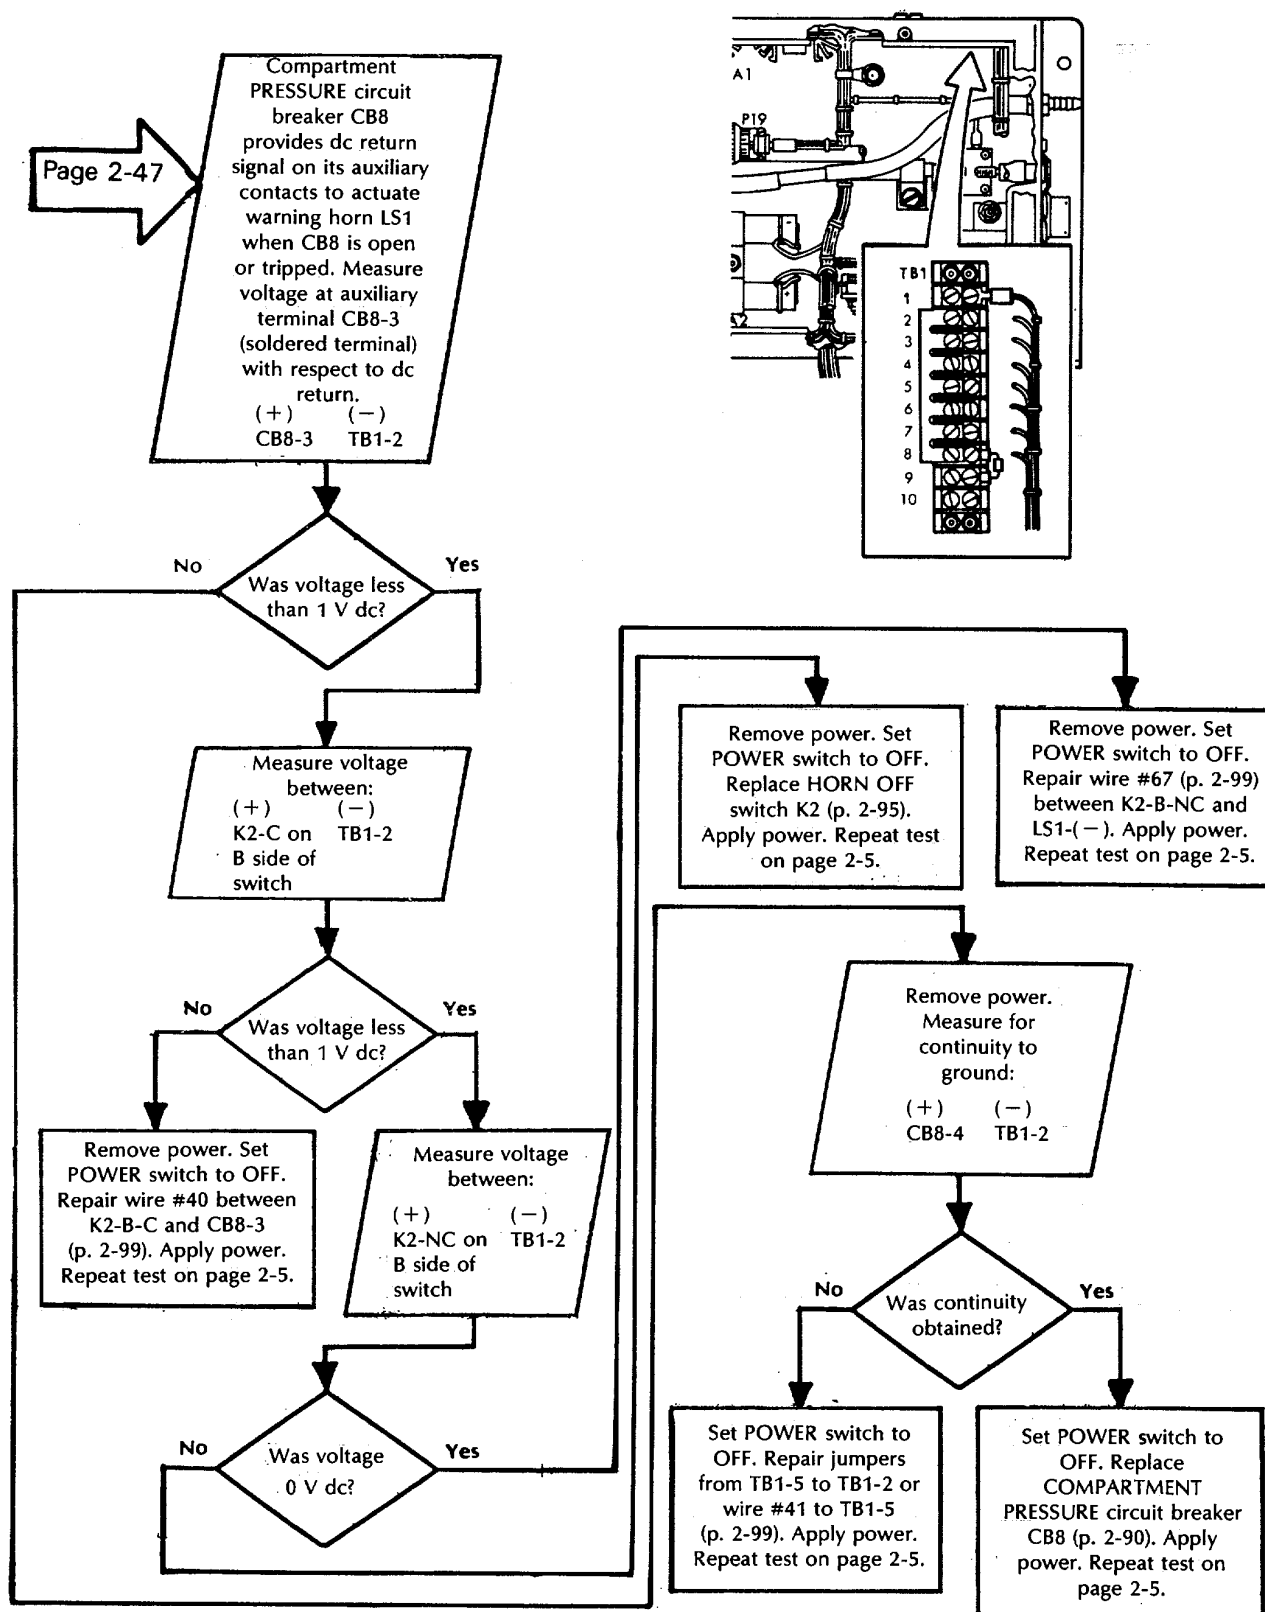 Page 2-47
Compartment
PRESSURE circuit
breaker CB8
provides dc return
signal on its auxiliary
contacts to actuate
warning horn LS1
when CB8 is open
or tripped. Measure
voltage at auxiliary
terminal CB8-3
(soldered terminal)
with respect to dc
return.
(+) (−)
CB8-3 TB1-2
A1
P19
A2
TB1
1
2
3
4
5
6
7
8
9
10
No
Yes
Was voltage less
than 1 V dc?
Measure voltage
between:
(+) (−)
K2-C on TB1-2
B side of
switch
No
Yes
Was voltage less
than 1 V dc?
Remove power. Set
POWER switch to OFF.
Repair wire #40 between
K2-B-C and CB8-3
(p. 2-99). Apply power.
Repeat test on page 2-5.
Measure voltage
between:
(+) (−)
K2-NC on TB1-2
B side of
switch
No
Yes
Was voltage
0 V dc?
Remove power. Set
POWER switch to OFF.
Replace HORN OFF
switch K2 (p. 2-95).
Apply power. Repeat test
on page 2-5.
Remove power. Set
POWER switch to OFF.
Repair wire #67 (p. 2-99)
between K2-B-NC and
LS1-(−). Apply power.
Repeat test on page 2-5.
Remove power.
Measure for
continuity to
ground:
(+) (−)
CB8-4 TB1-2
No
Yes
Was continuity
obtained?
Set POWER switch to
OFF. Repair jumpers
from TB1-5 to TB1-2 or
wire #41 to TB1-5
(p. 2-99). Apply power.
Repeat test on page 2-5.
Set POWER switch to
OFF. Replace
COMPARTMENT
PRESSURE circuit breaker
CB8 (p. 2-90). Apply
power. Repeat test on
page 2-5.